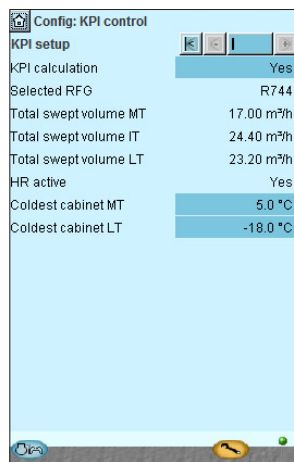 Config: KPI control
KPI setup
KPI calculation Yes
Selected RFG R744
Total swept volume MT 17.00 m³/h
Total swept volume IT 24.40 m³/h
Total swept volume LT 23.20 m³/h
HR active Yes
Coldest cabinet MT 5.0 °C
Coldest cabinet LT -18.0 °C